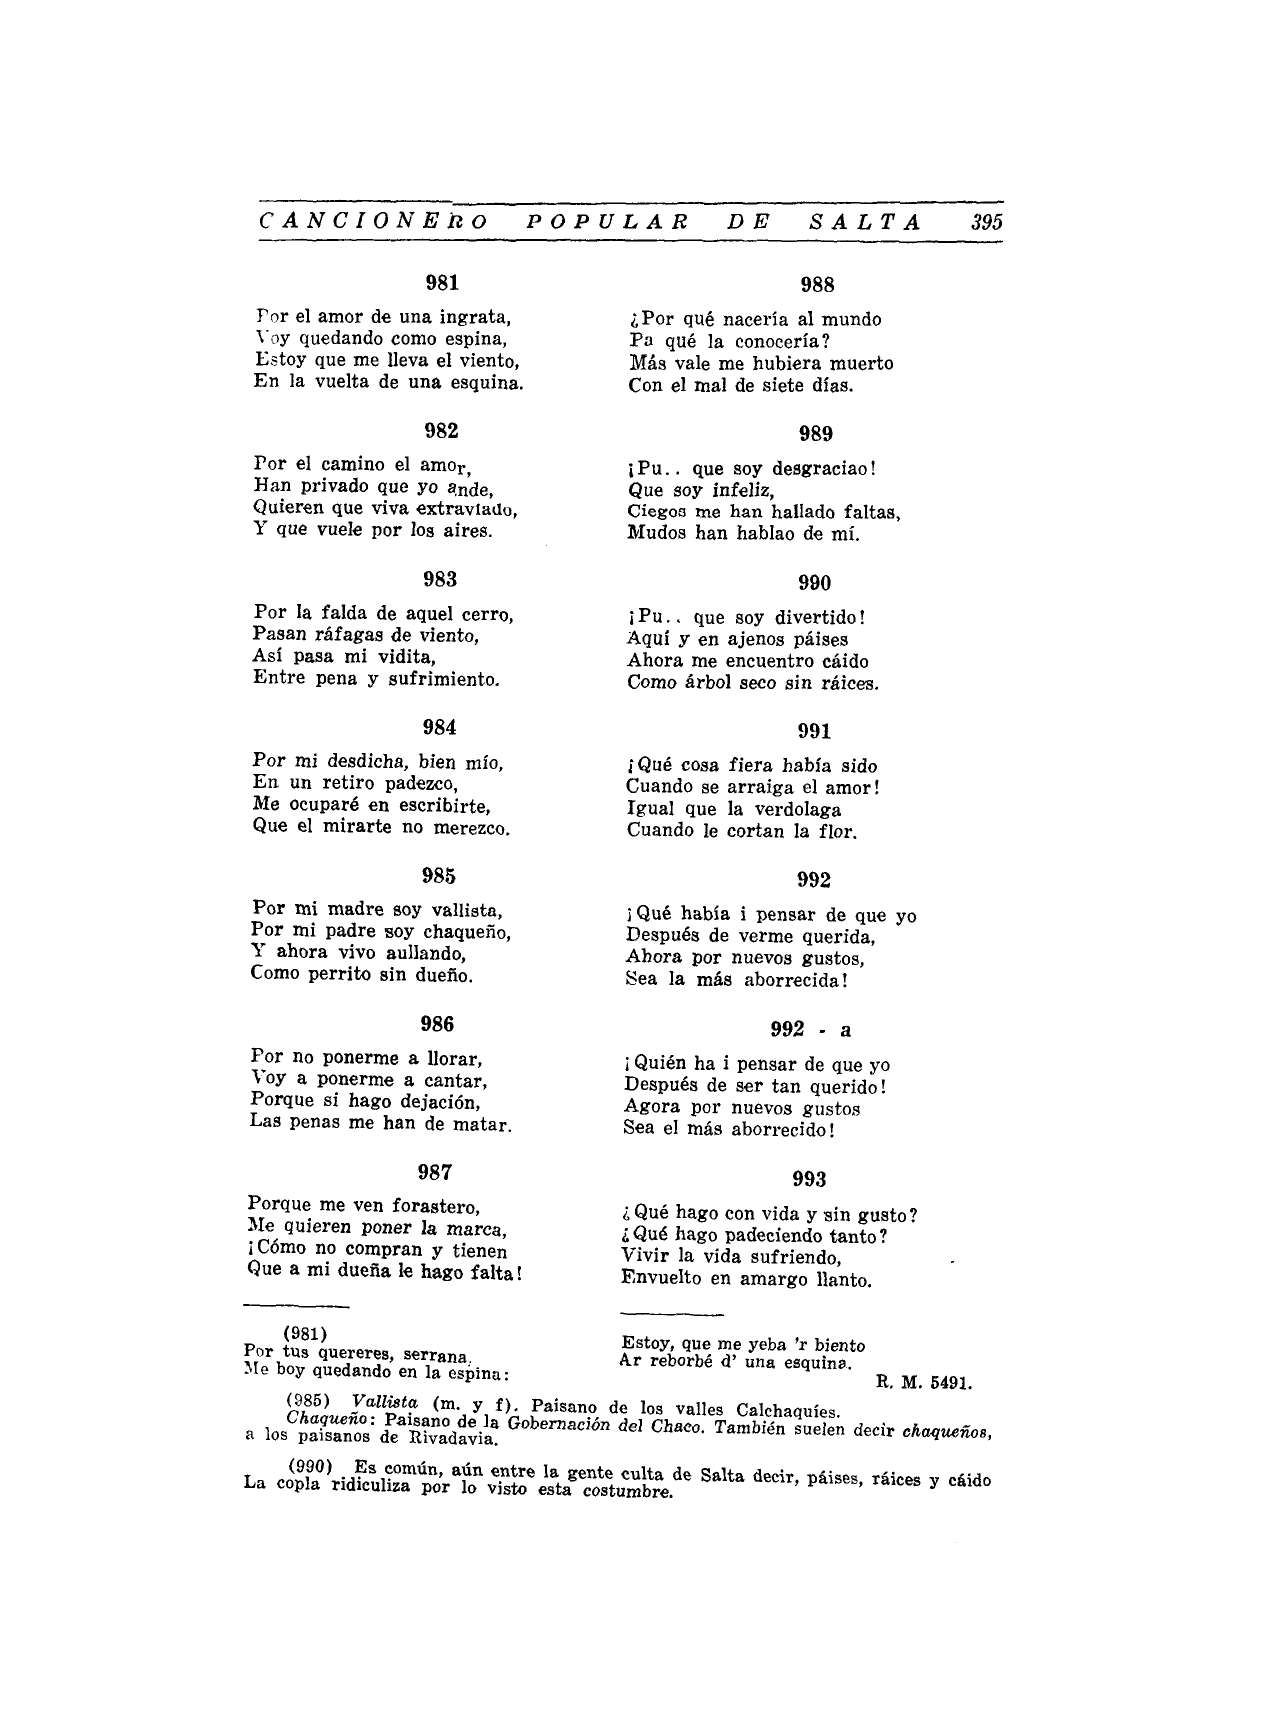 CANCIONERO POPULAR DE SALTA 395
981
Por el amor de una ingrata,
Voy quedando como espina,
Estoy que me lleva el viento,
En la vuelta de una esquina.
982
Por el camino el amor,
Han privado que yo ande,
Quieren que viva extraviado,
Y que vuele por los aires.
983
Por la falda de aquel cerro,
Pasan ráfagas de viento,
Así pasa mi vidita,
Entre pena y sufrimiento.
984
Por mi desdicha, bien mío,
En un retiro padezco,
Me ocuparé en escribirte,
Que el mirarte no merezco.
985
Por mi madre soy vallista,
Por mi padre soy chaqueño,
Y ahora vivo aullando,
Como perrito sin dueño.
986
Por no ponerme a llorar,
Voy a ponerme a cantar,
Porque si hago dejación,
Las penas me han de matar.
987
Porque me ven forastero,
Me quieren poner la marca,
¡Cómo no compran y tienen
Que a mi dueña le hago falta!
988
¿Por qué nacería al mundo
Pa qué la conocería?
Más vale me hubiera muerto
Con el mal de siete días.
989
¡Pu.. que soy desgraciao!
Que soy infeliz,
Ciegos me han hallado faltas,
Mudos han hablao de mí.
990
¡Pu.. que soy divertido!
Aquí y en ajenos páises
Ahora me encuentro cáido
Como árbol seco sin ráices.
991
¡Qué cosa fiera había sido
Cuando se arraiga el amor!
Igual que la verdolaga
Cuando le cortan la flor.
992
¡Qué había i pensar de que yo
Después de verme querida,
Ahora por nuevos gustos,
Sea la más aborrecida!
992 - a
¡Quién ha i pensar de que yo
Después de ser tan querido!
Agora por nuevos gustos
Sea el más aborrecido!
993
¿Qué hago con vida y sin gusto?
¿Qué hago padeciendo tanto?
Vivir la vida sufriendo,
Envuelto en amargo llanto.
(981)
Por tus quereres, serrana,
Me boy quedando en la espina:
Estoy, que me yeba 'r biento
Ar reborbé d' una esquina.
R. M. 5491.
(985) Vallista (m. y f). Paisano de los valles Calchaquíes.
Chaqueño: Paisano de la Gobernación del Chaco. También suelen decir chaqueños,
a los paisanos de Rivadavia.
(990) Es común, aún entre la gente culta de Salta decir, páises, ráices y cáido
La copla ridiculiza por lo visto esta costumbre.